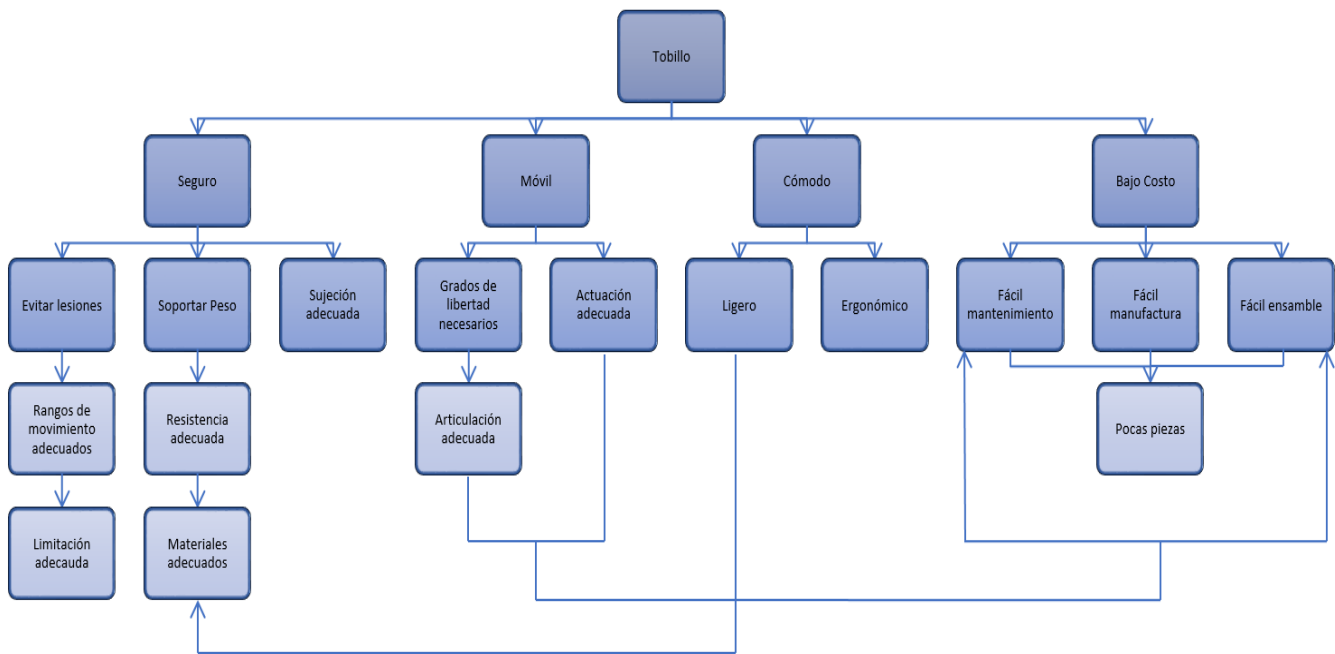 Tobillo
Seguro
Móvil
Cómodo
Bajo Costo
Evitar lesiones
Soportar Peso
Sujeción
adecuada
Grados de
libertad
necesarios
Actuación
adecuada
Ligero
Ergonómico
Fácil
mantenimiento
Fácil
manufactura
Fácil ensamble
Rangos de
movimiento
adecuados
Resistencia
adecuada
Articulación
adecuada
Pocas piezas
Limitación
adecauda
Materiales
adecuados